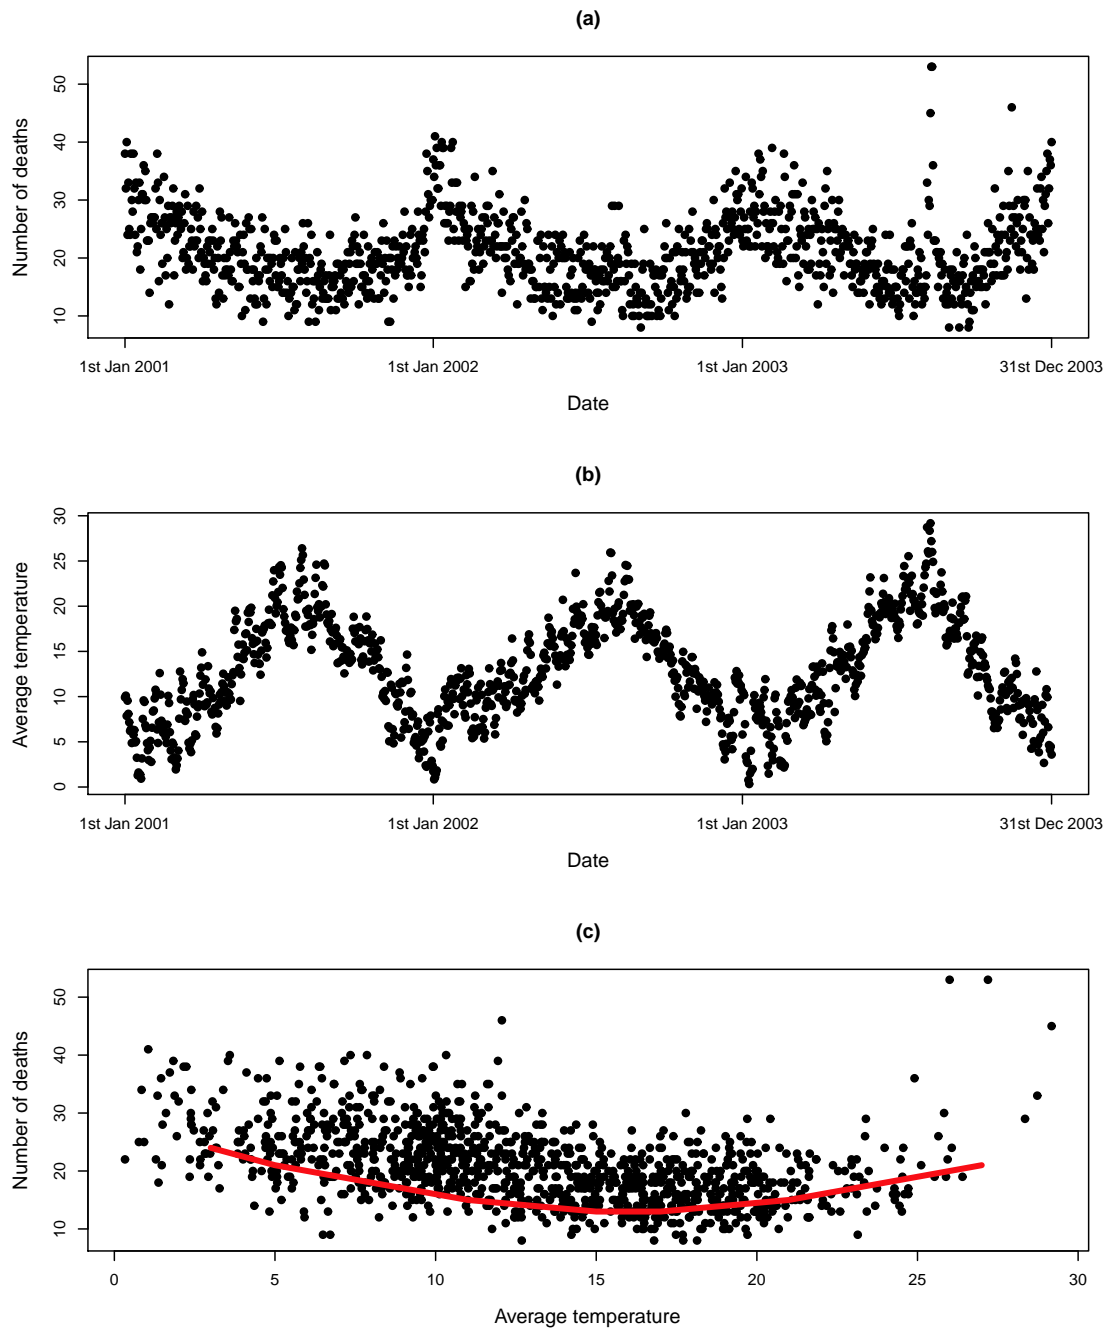 (a)
Number of deaths
50
40
30
20
10
1st Jan 2001 1st Jan 2002 1st Jan 2003 31st Dec 2003
Date
(b)
Average temperature
30
25
20
15
10
5
0
1st Jan 2001 1st Jan 2002 1st Jan 2003 31st Dec 2003
Date
(c)
Number of deaths
50
40
30
20
10
0 5 10 15 20 25 30
Average temperature